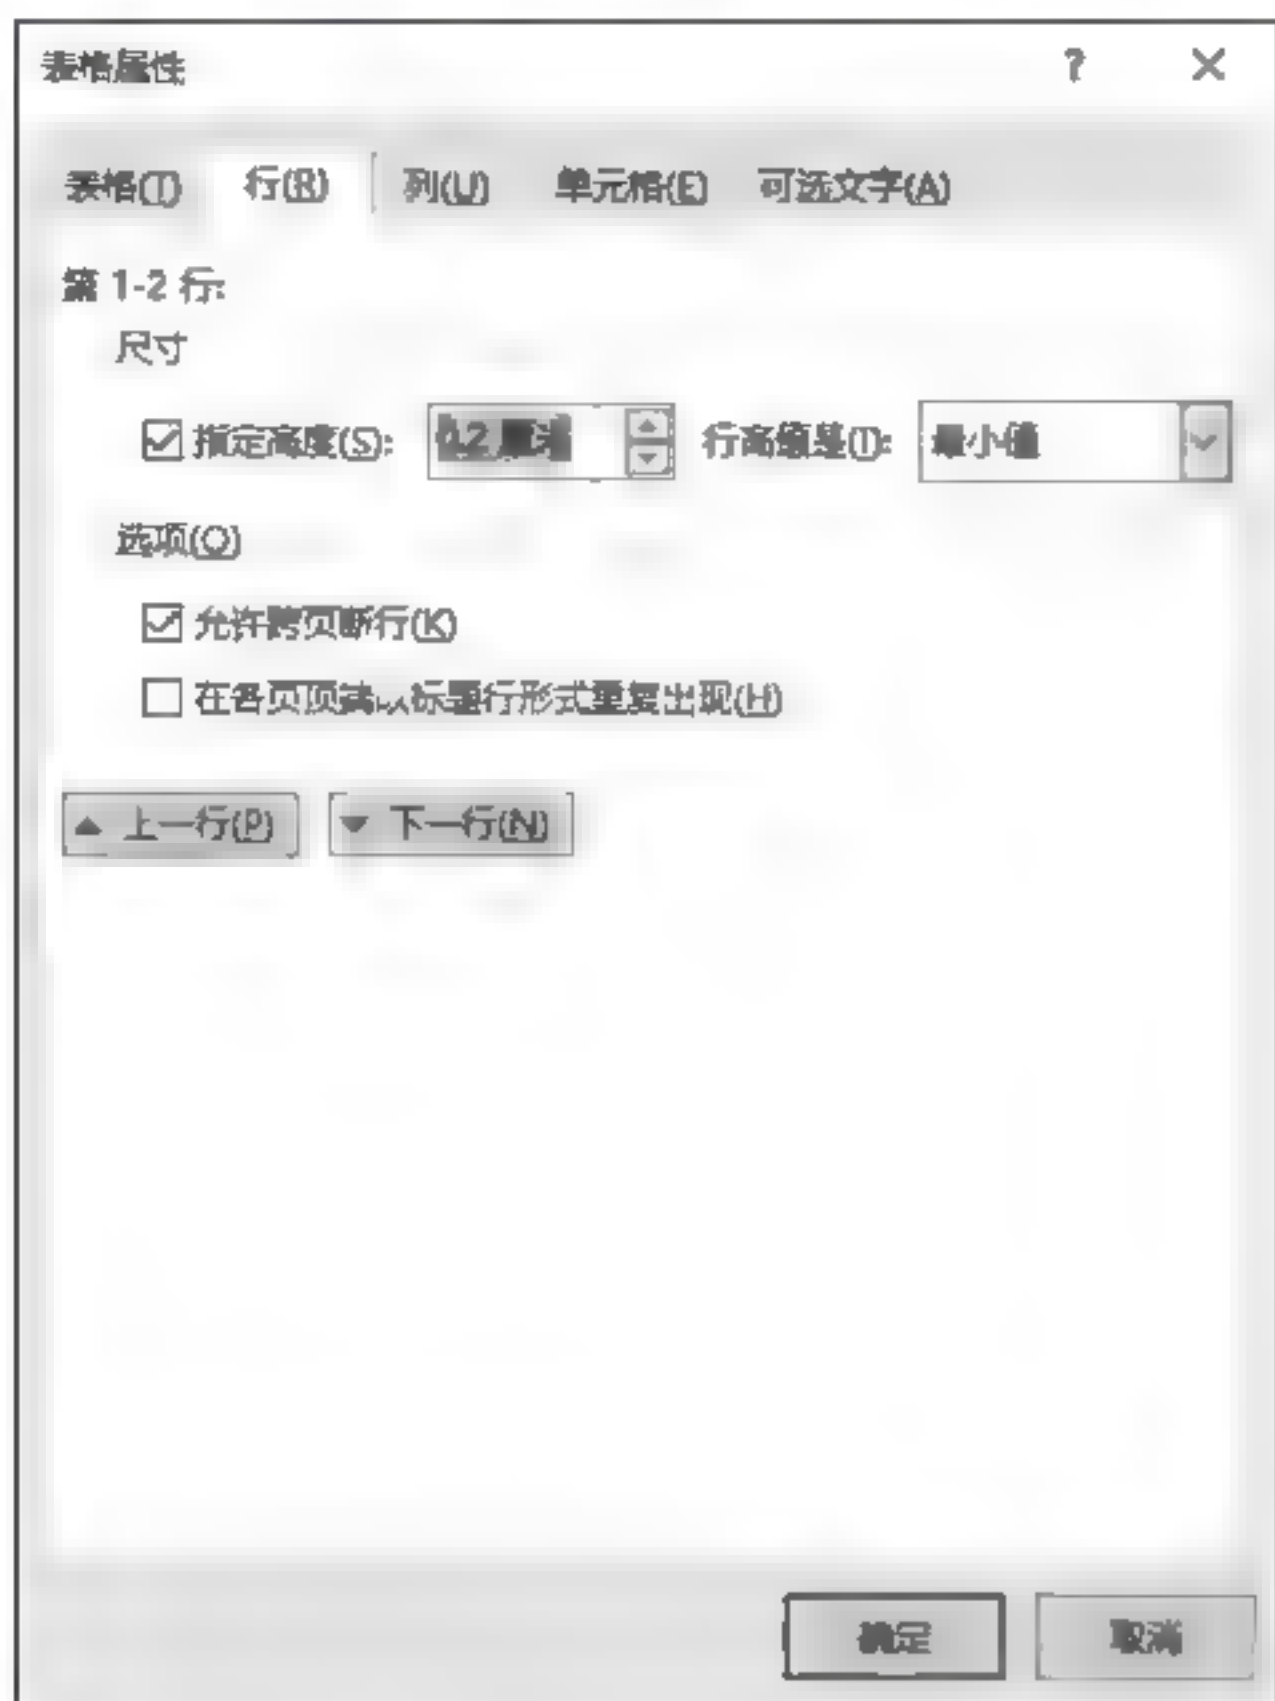 表格属性 ? ×
表格(T) 行(R) 列(U) 单元格(E) 可选文字(A)
第 1-2 行:
尺寸
指定高度(S): 0.2 厘米 行高值是(I): 最小值
选项(O)
允许跨页断行(K)
在各页顶端以标题行形式重复出现(H)
▲ 上一行(P) ▼ 下一行(N)
确定 取消